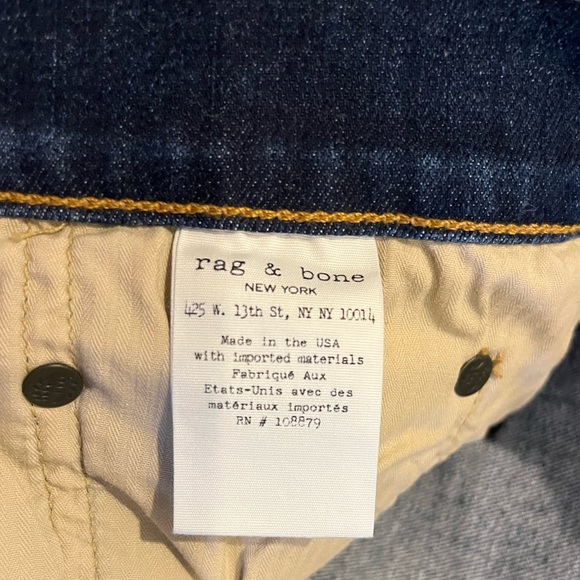 rag & bone
NEW YORK
425 W. 13th St, NY NY 10014
Made in the USA
with imported materials
Fabriqué Aux
Etats-Unis avec des
matériaux importés
RN # 108879